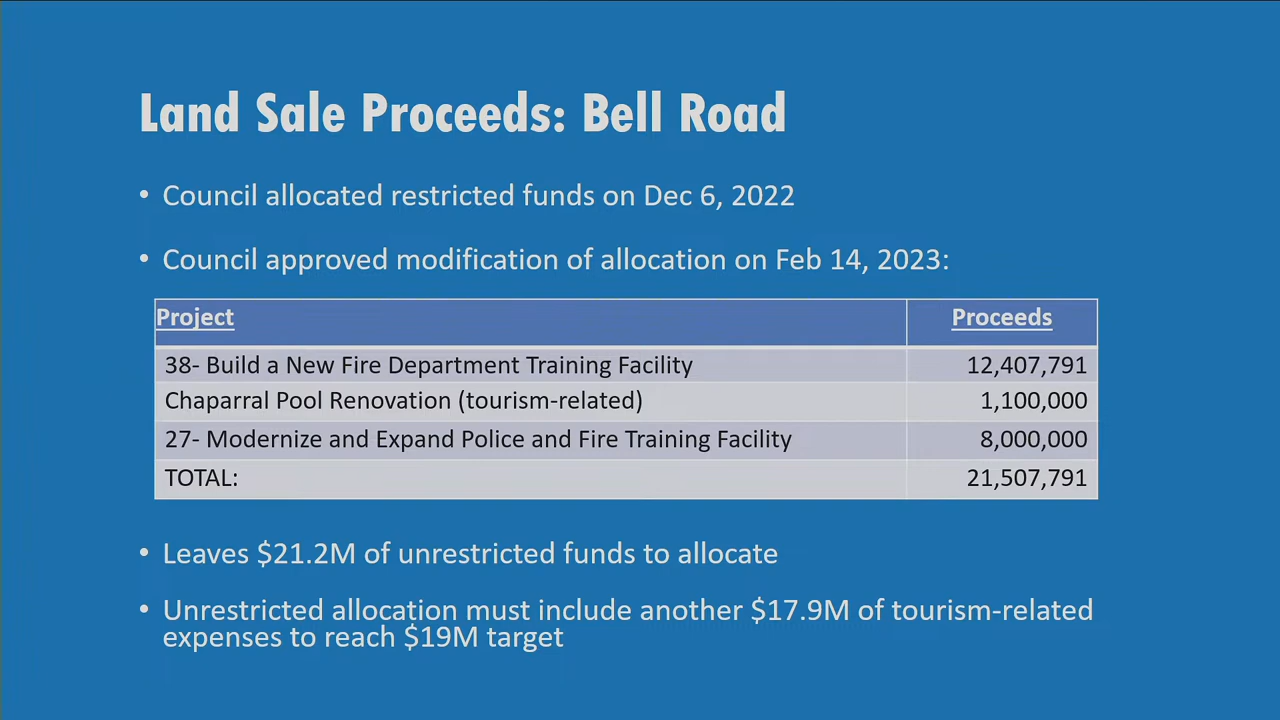 Land Sale Proceeds: Bell Road
• Council allocated restricted funds on Dec 6, 2022
• Council approved modification of allocation on Feb 14, 2023:
Project Proceeds
38- Build a New Fire Department Training Facility 12,407,791
Chaparral Pool Renovation (tourism-related) 1,100,000
27- Modernize and Expand Police and Fire Training Facility 8,000,000
TOTAL: 21,507,791
• Leaves $21.2M of unrestricted funds to allocate
• Unrestricted allocation must include another $17.9M of tourism-related
expenses to reach $19M target